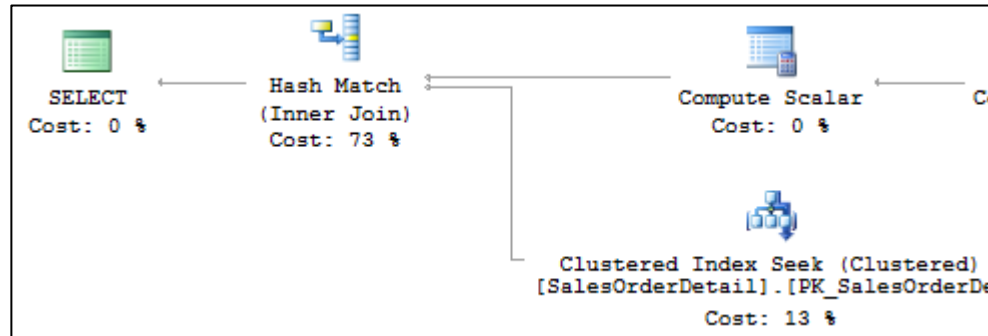 SELECT
Cost: 0 %
Hash Match
(Inner Join)
Cost: 73 %
Compute Scalar
Cost: 0 %
Clustered Index Seek (Clustered)
[SalesOrderDetail].[PK_SalesOrderDe
Cost: 13 %